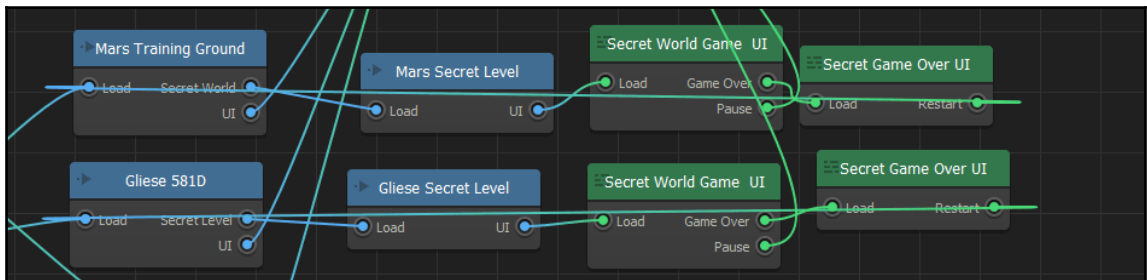 Mars Training Ground
Load Secret World
UI
Mars Secret Level
Load UI
Secret World Game UI
Load Game Over
Pause
Secret Game Over UI
Load Restart
Gliese 581D
Load Secret Level
UI
Gliese Secret Level
Load UI
Secret World Game UI
Load Game Over
Pause
Secret Game Over UI
Load Restart